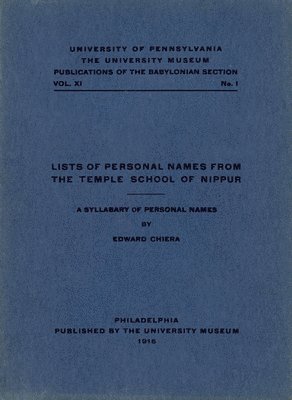 UNIVERSITY OF PENNSYLVANIA
THE UNIVERSITY MUSEUM
PUBLICATIONS OF THE BABYLONIAN SECTION
VOL. XI No. 1
LISTS OF PERSONAL NAMES FROM
THE TEMPLE SCHOOL OF NIPPUR
A SYLLABARY OF PERSONAL NAMES
BY
EDWARD CHIERA
PHILADELPHIA
PUBLISHED BY THE UNIVERSITY MUSEUM
1916